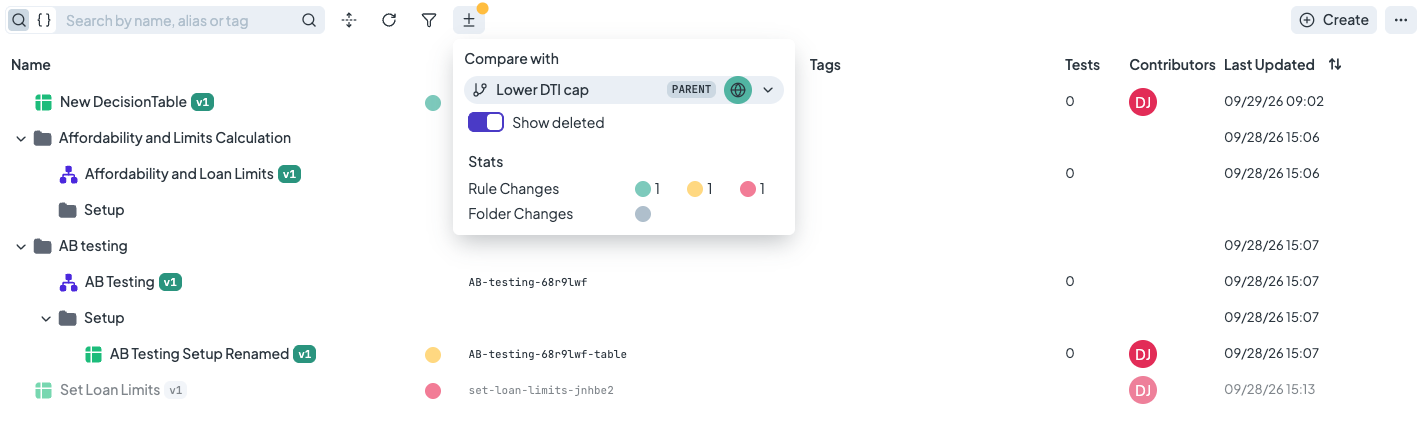 {} Search by name, alias or tag
± Create ...
Compare with
Name Tags Tests Contributors Last Updated
Lower DTI cap PARENT
New DecisionTable v1 0 DJ 09/29/26 09:02
Show deleted
Affordability and Limits Calculation 09/28/26 15:06
Stats
Affordability and Loan Limits v1 0 09/28/26 15:06
Rule Changes 1 1 1
Setup
Folder Changes
AB testing 09/28/26 15:07
AB Testing v1 AB-testing-68r9lwf 0 09/28/26 15:07
Setup 09/28/26 15:07
AB Testing Setup Renamed v1 AB-testing-68r9lwf-table 0 DJ 09/28/26 15:07
Set Loan Limits v1 set-loan-limits-jnhbe2 DJ 09/28/26 15:13